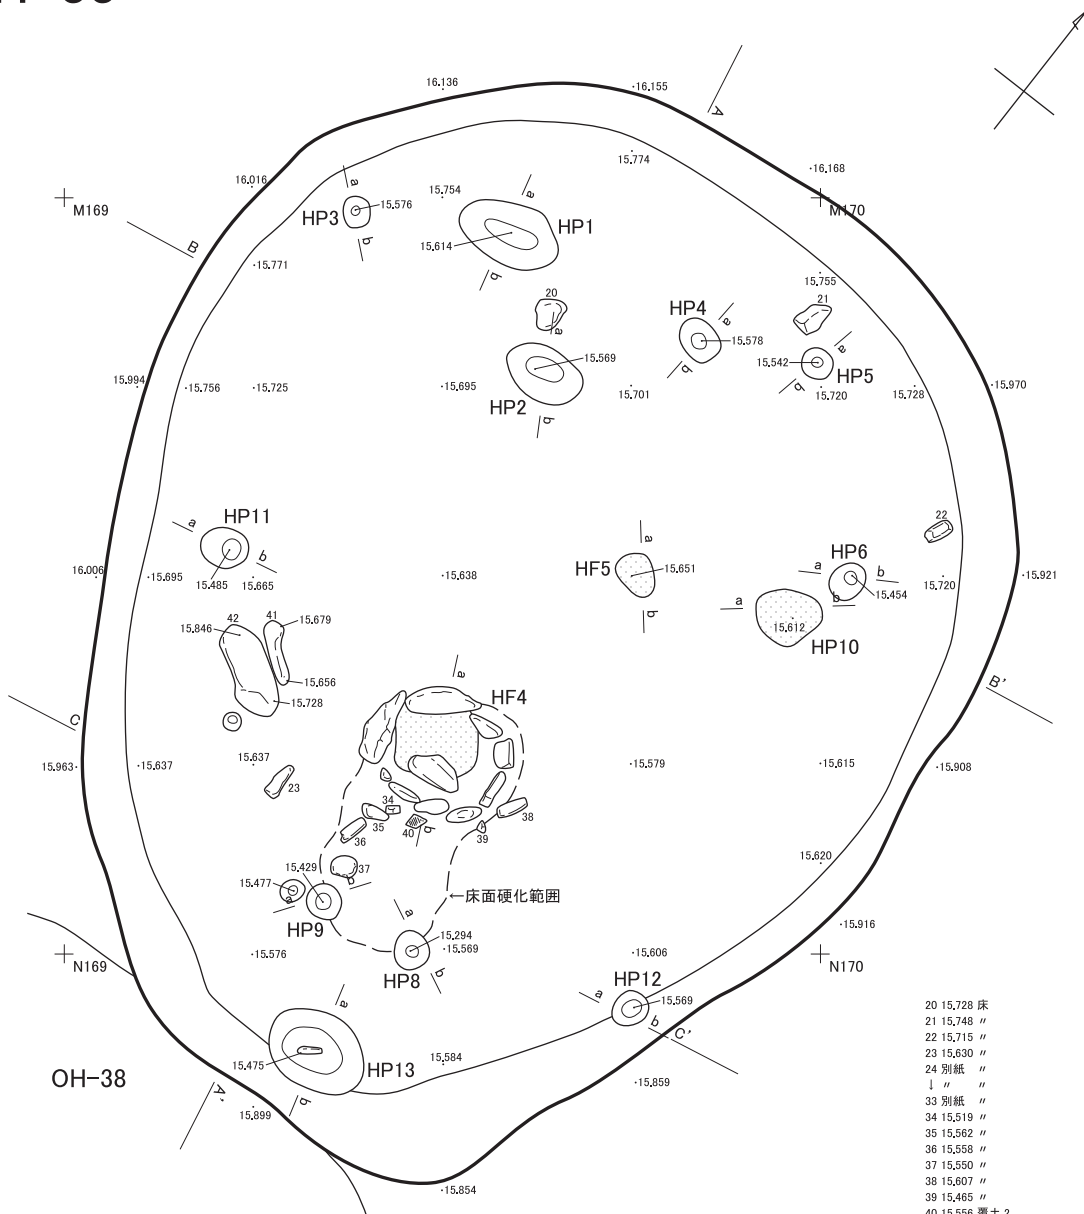 16.136
16.155
A
15.774
16.168
16.016
15.754
a
a
M169
HP3
15.576
HP1
M170
15.614
B
b
b
15.771
15.755
20
21
HP4
a
a
a
15.578
15.569
15.542
HP5
15.994
15.756
15.725
15.695
HP2
b
15.701
b
15.720
15.728
15.970
b
HP11
a
22
a
HP6
b
HF5
15.651
a
b
16.006
15.695
15.485
15.665
15.638
15.720
15.921
15.454
b
a
b
42
41
15.679
15.612
15.846
HP10
15.656
a
HF4
B'
15.728
C
15.963
15.637
15.637
15.579
15.615
15.908
23
34
38
35
40
b
39
36
15.429
37
15.620
15.477
b
a
←床面硬化範囲
HP9
a
15.916
15.294
15.576
15.569
15.606
N169
HP8
b
HP12
N170
a
a
15.569
b
C'
15.475
HP13
15.584
OH-38
15.859
A'
b
15.899
15.854
20 15.728 床
21 15.748 〃
22 15.715 〃
23 15.630 〃
24 別紙 〃
↓ 〃 〃
33 別紙 〃
34 15.519 〃
35 15.562 〃
36 15.558 〃
37 15.550 〃
38 15.607 〃
39 15.465 〃
40 15.556 覆土2